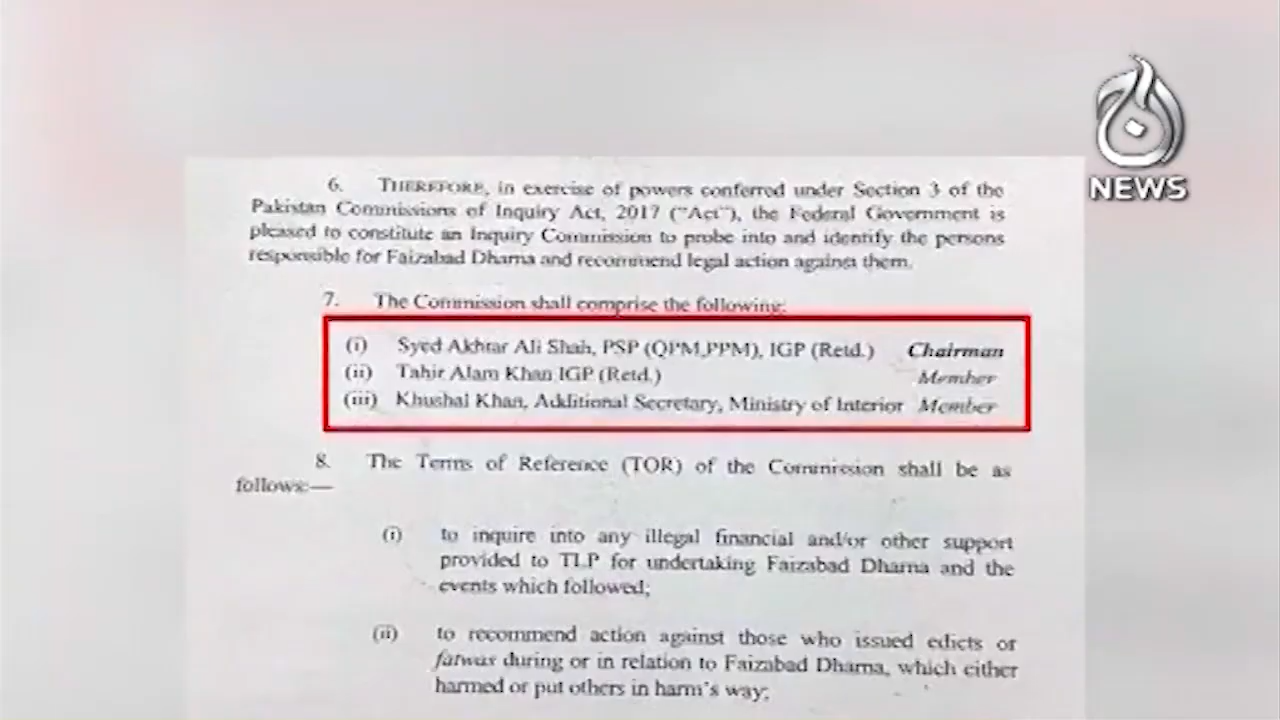 NEWS
6. THEREFORE, in exercise of powers conferred under Section 3 of the
Pakistan Commissions of Inquiry Act, 2017 ("Act"), the Federal Government is
pleased to constitute an Inquiry Commission to probe into and identify the persons
responsible for Faizabad Dharna and recommend legal action against them.
7. The Commission shall comprise the following:
(i) Syed Akhtar Ali Shah, PSP (QPM,PPM), IGP (Retd.) Chairman
(ii) Tahir Alam Khan IGP (Retd.) Member
(iii) Khushal Khan, Additional Secretary, Ministry of Interior Member
8. The Terms of Reference (TOR) of the Commission shall be as
follows:—
(i) to inquire into any illegal financial and/or other support
provided to TLP for undertaking Faizabad Dharna and the
events which followed;
(ii) to recommend action against those who issued edicts or
fatwas during or in relation to Faizabad Dharna, which either
harmed or put others in harm's way;